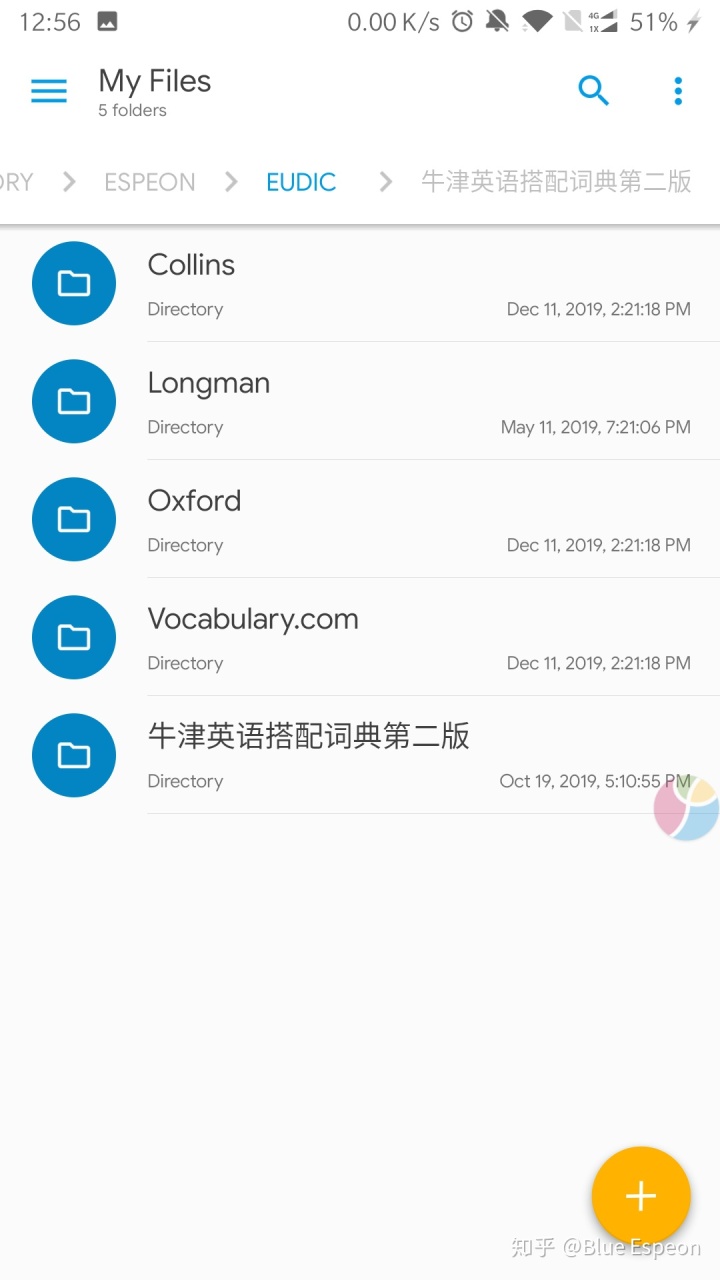 12:56 0.00 K/s 4G 1X 51%
My Files
5 folders
ORY ESPEON EUDIC 牛津英语搭配词典第二版
Collins
Directory Dec 11, 2019, 2:21:18 PM
Longman
Directory May 11, 2019, 7:21:06 PM
Oxford
Directory Dec 11, 2019, 2:21:18 PM
Vocabulary.com
Directory Dec 11, 2019, 2:21:18 PM
牛津英语搭配词典第二版
Directory Oct 19, 2019, 5:10:55 PM
知乎 @Blue Espeon